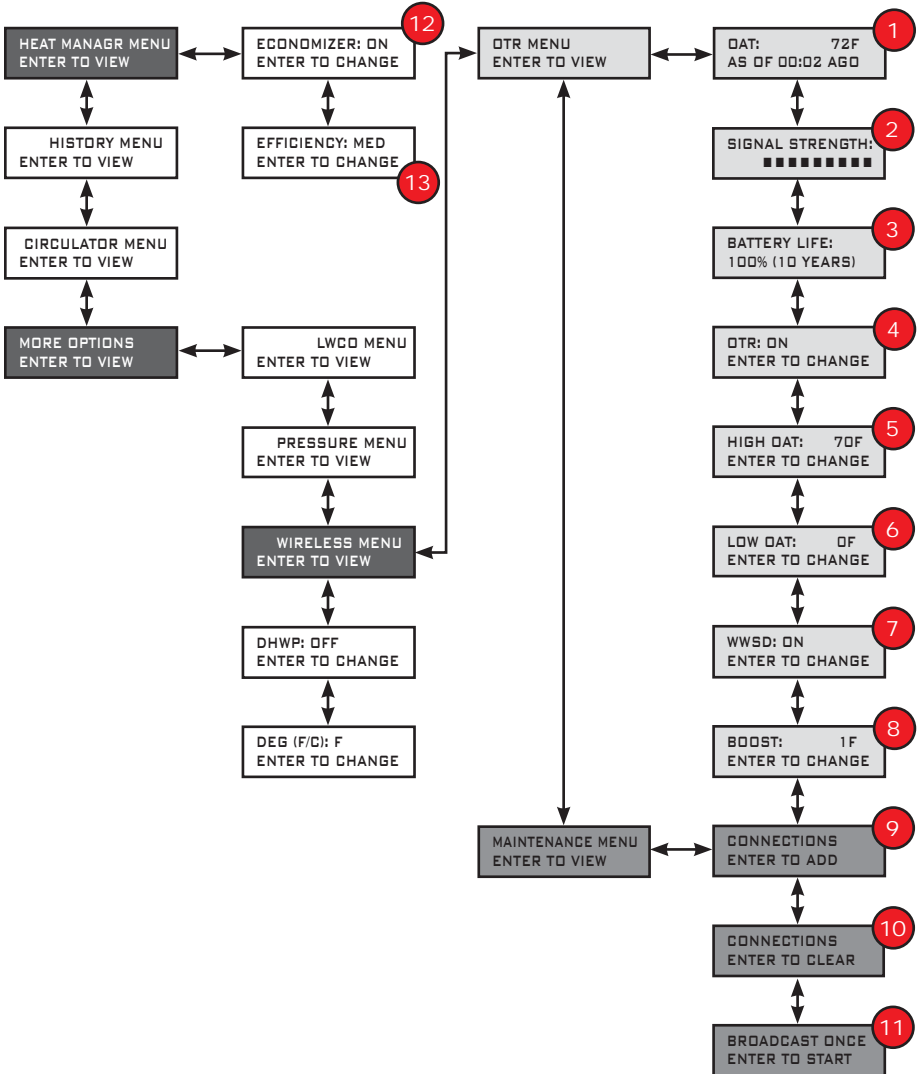 HEAT MANAGR MENU
ENTER TO VIEW
HISTORY MENU
ENTER TO VIEW
CIRCULATOR MENU
ENTER TO VIEW
MORE OPTIONS
ENTER TO VIEW
12
ECONOMIZER: ON
ENTER TO CHANGE
EFFICIENCY: MED
ENTER TO CHANGE
13
LWCO MENU
ENTER TO VIEW
PRESSURE MENU
ENTER TO VIEW
WIRELESS MENU
ENTER TO VIEW
DHWP: OFF
ENTER TO CHANGE
DEG (F/C): F
ENTER TO CHANGE
OTR MENU
ENTER TO VIEW
MAINTENANCE MENU
ENTER TO VIEW
1
OAT: 72F
AS OF 00:02 AGO
2
SIGNAL STRENGTH:
3
BATTERY LIFE:
100% (10 YEARS)
4
OTR: ON
ENTER TO CHANGE
5
HIGH OAT: 70F
ENTER TO CHANGE
6
LOW OAT: 0F
ENTER TO CHANGE
7
WWSD: ON
ENTER TO CHANGE
8
BOOST: 1F
ENTER TO CHANGE
9
CONNECTIONS
ENTER TO ADD
10
CONNECTIONS
ENTER TO CLEAR
11
BROADCAST ONCE
ENTER TO START